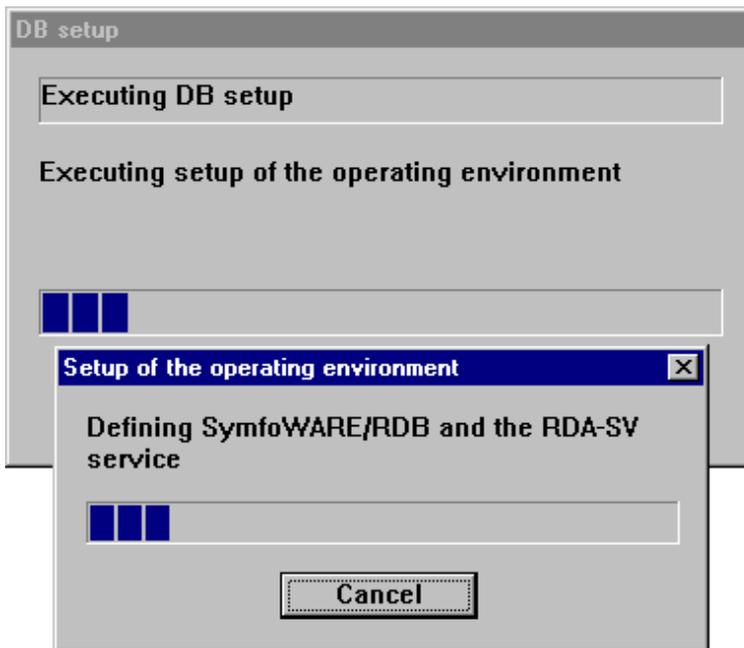 DB setup
Executing DB setup
Executing setup of the operating environment
Setup of the operating environment
Defining SymfoWARE/RDB and the RDA-SV
service
Cancel